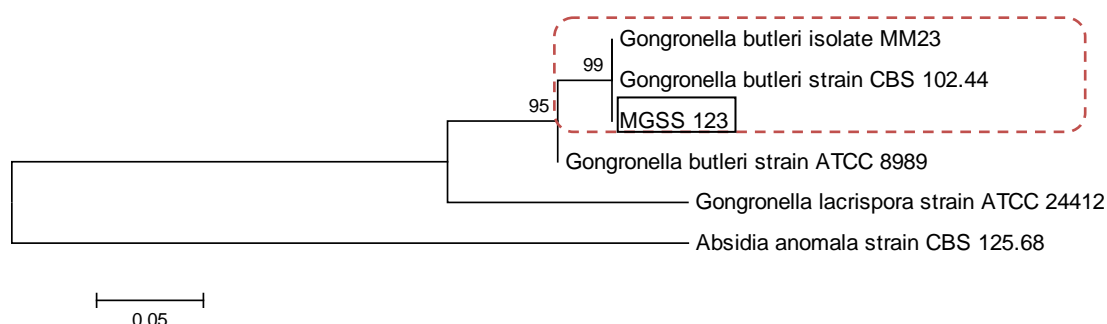 Gongronella butleri isolate MM23
99
Gongronella butleri strain CBS 102.44
95
MGSS 123
Gongronella butleri strain ATCC 8989
Gongronella lacrispora strain ATCC 24412
Absidia anomala strain CBS 125.68
0.05